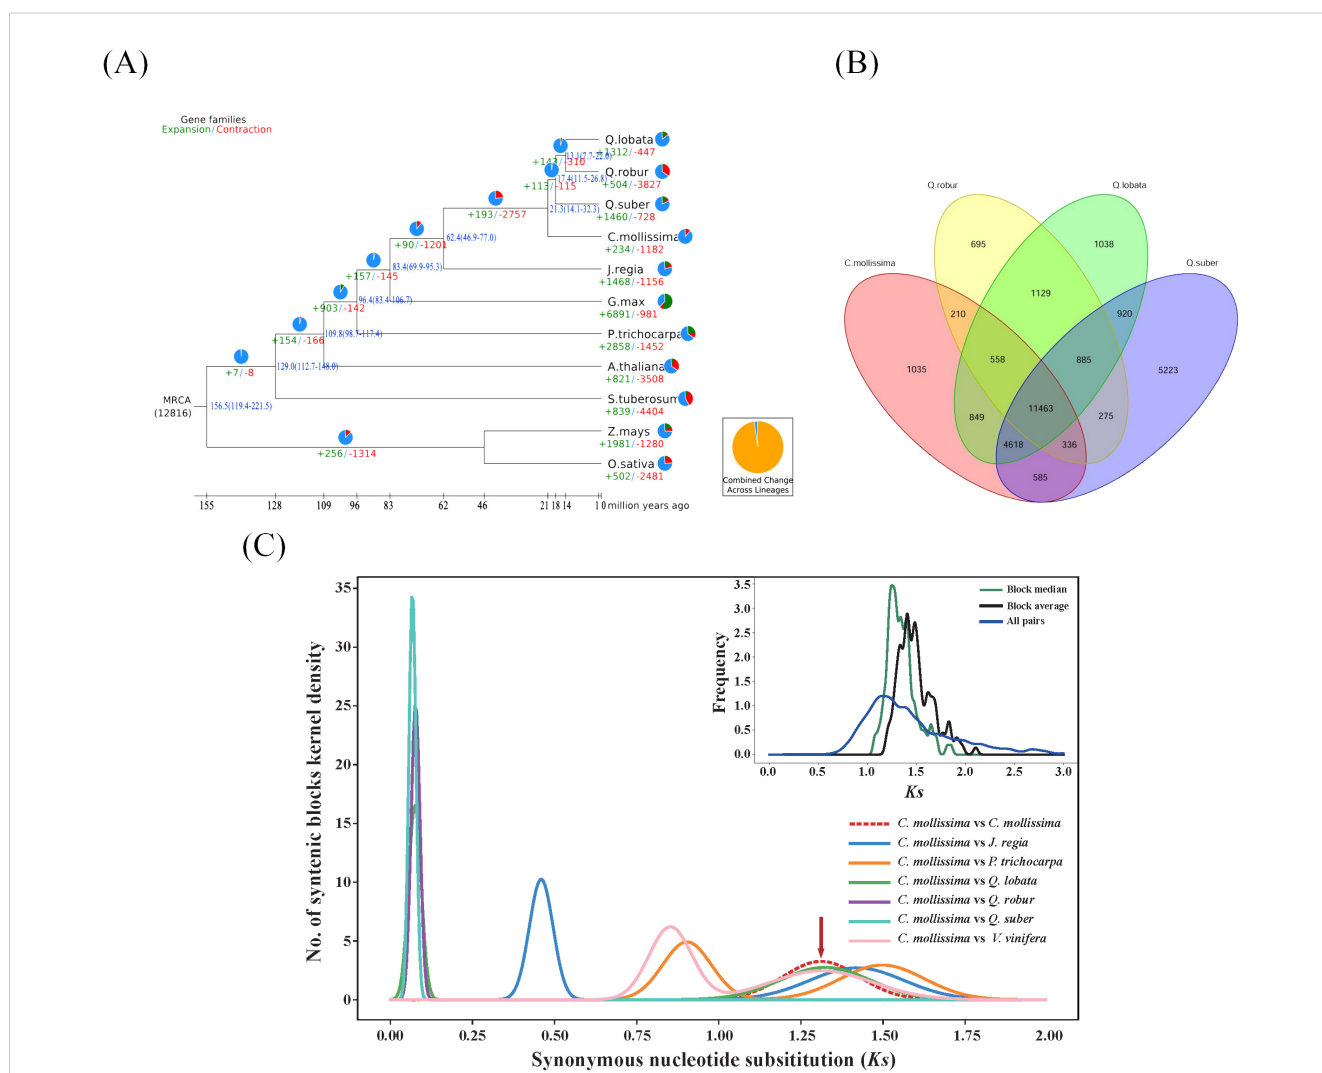 (A)
Gene families
Expansion/Contraction
Q.lobata
+1312/-447
13.1(7.7-22.0)
+143/-310
Q.robur
+504/-3827
17.4(11.5-26.8)
+113/-115
Q.suber
+1460/-728
21.3(14.1-32.3)
+193/-2757
C.mollissima
+234/-1182
62.4(46.9-77.0)
+90/-1201
J.regia
+1468/-1156
83.4(69.9-95.3)
+157/-145
G.max
+6891/-981
96.4(83.4-106.7)
+903/-142
P.trichocarpa
+2858/-1452
109.8(98.7-117.4)
+154/-166
A.thaliana
+821/-3508
129.0(112.7-148.0)
+7/-8
S.tuberosum
+839/-4404
MRCA
(12816)
156.5(119.4-221.5)
Z.mays
+1981/-1280
+256/-1314
O.sativa
+502/-2481
Combined Change
Across Lineages
155 128 109 96 83 62 46 21 18 14 1 0 million years ago
(B)
Q.robur
Q.lobata
C.mollissima
Q.suber
695
1038
1129
210
920
558
885
1035
5223
849
11463
275
4618
336
585
(C)
No. of syntenic blocks kernel density
35
30
25
20
15
10
5
0
0.00 0.25 0.50 0.75 1.00 1.25 1.50 1.75 2.00
Synonymous nucleotide subsititution (Ks)
Frequency
3.5
3.0
2.5
2.0
1.5
1.0
0.5
0.0
0.0 0.5 1.0 1.5 2.0 2.5 3.0
Ks
Block median
Block average
All pairs
C. mollissima vs C. mollissima
C. mollissima vs J. regia
C. mollissima vs P. trichocarpa
C. mollissima vs Q. lobata
C. mollissima vs Q. robur
C. mollissima vs Q. suber
C. mollissima vs V. vinifera